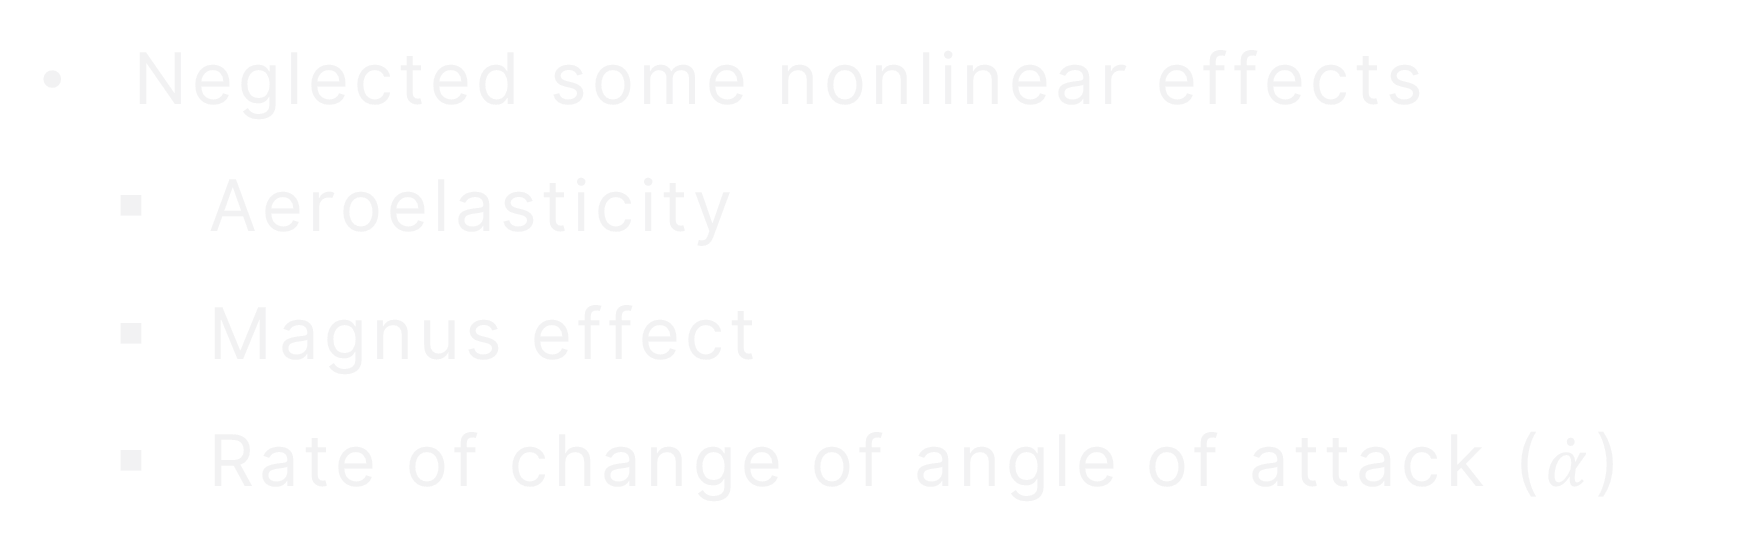 • Neglected some nonlinear effects
▪ Aeroelasticity
▪ Magnus effect
▪ Rate of change of angle of attack (α̇)